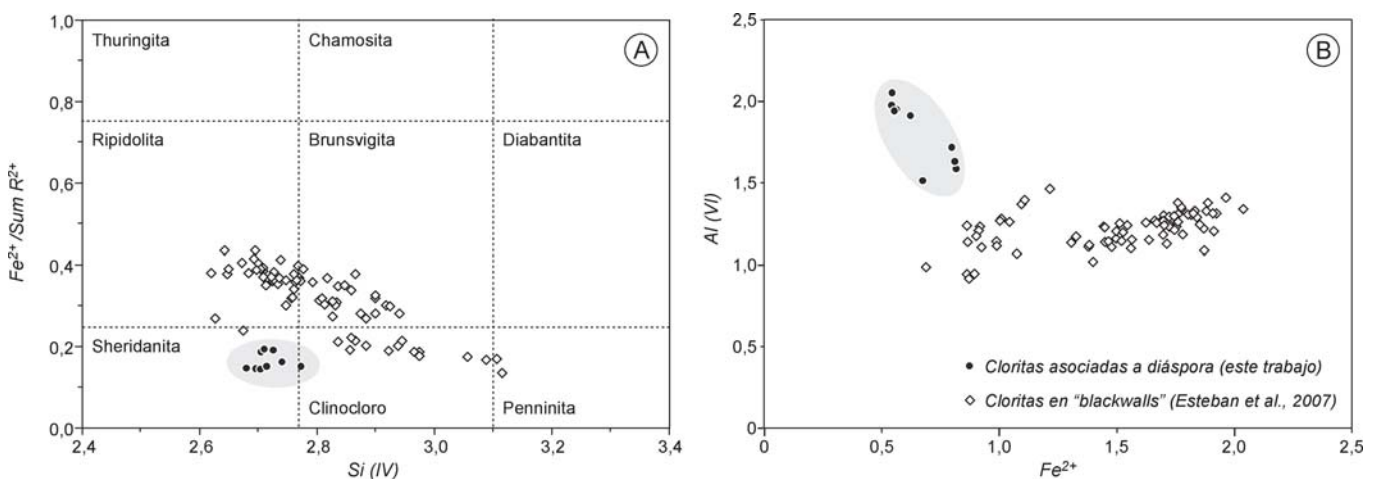 A
Thuringita
Chamosita
Ripidolita
Brunsvigita
Diabantita
Sheridanita
Clinocloro
Penninita
1,0
0,8
0,6
0,4
0,2
0,0
2,4
2,6
2,8
3,0
3,2
3,4
Fe²⁺/Sum R²⁺
Si (IV)
B
2,5
2,0
1,5
1,0
0,5
0
0
0,5
1,0
1,5
2,0
2,5
Al (VI)
Fe²⁺
Cloritas asociadas a diáspora (este trabajo)
Cloritas en "blackwalls" (Esteban et al., 2007)